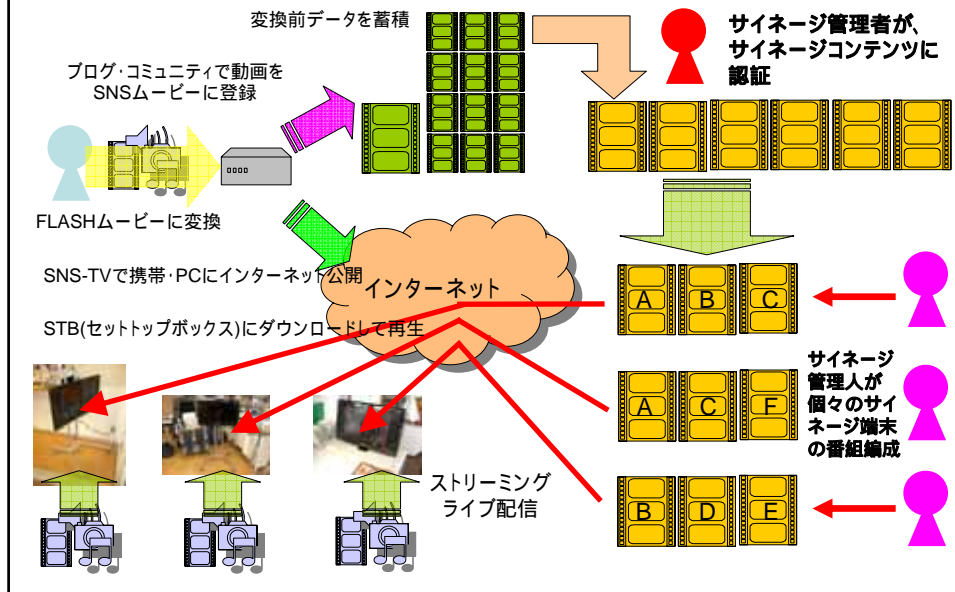 変換前データを蓄積
サイネージ管理者が、
サイネージコンテンツに
認証
ブログ・コミュニティで動画を
SNSムービーに登録
FLASHムービーに変換
SNS-TVで携帯・PCにインターネット公開
インターネット
STB(セットトップボックス)にダウンロードして再生
A B C
サイネージ
管理人が
個々のサイ
ネージ端末
の番組編成
A C F
ストリーミング
ライブ配信
B D E